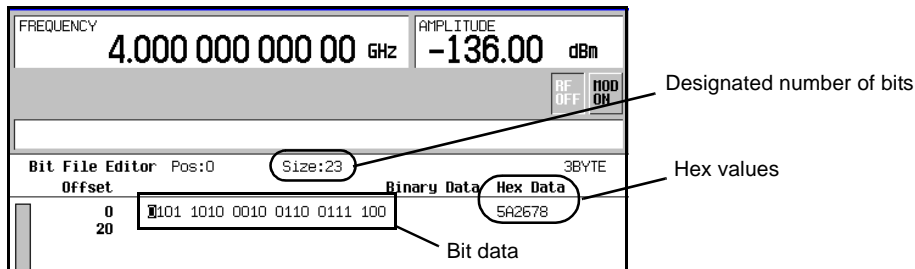 FREQUENCY
4.000 000 000 00 GHz
AMPLITUDE
-136.00 dBm
RF OFF
MOD ON
Designated number of bits
Bit File Editor Pos:0 Size:23 3BYTE
Offset Binary Data Hex Data
Hex values
0 0101 1010 0010 0110 0111 100 5A2678
20
Bit data